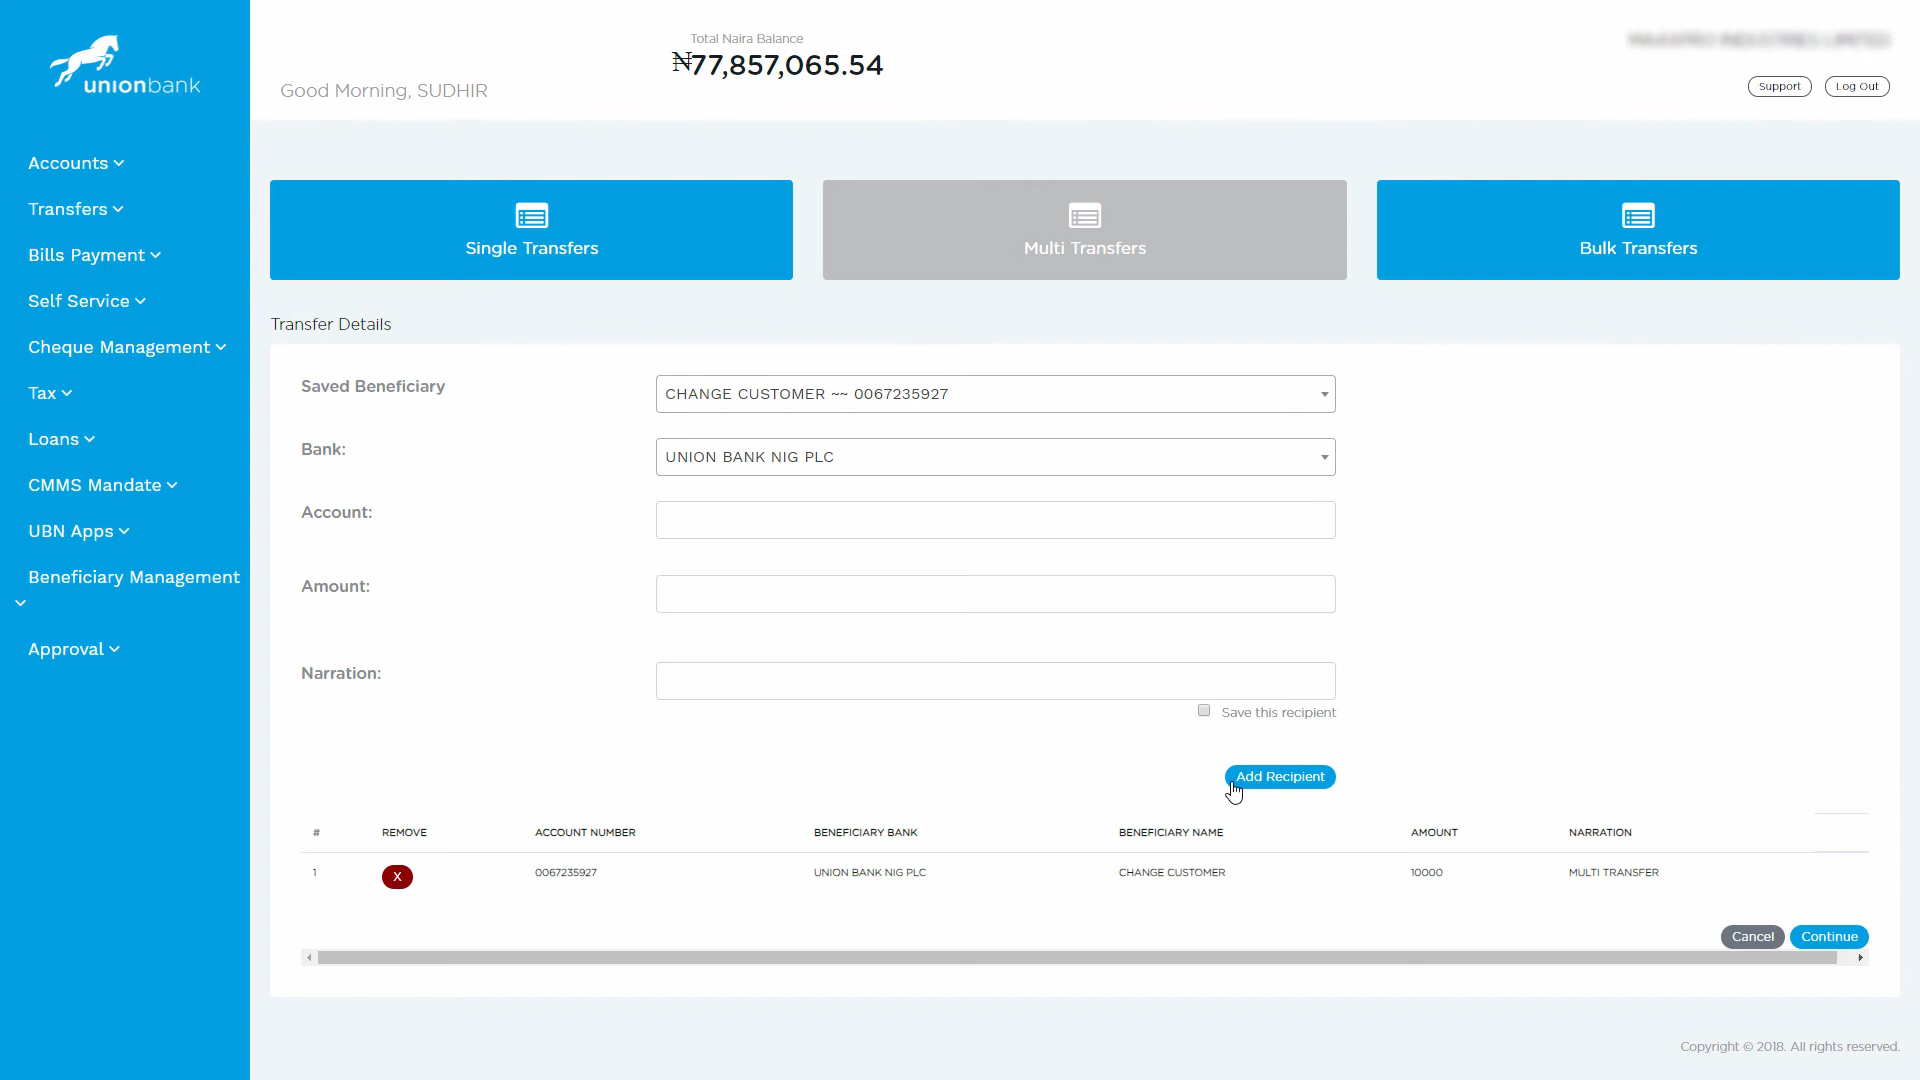 unionbank
Total Naira Balance
₦77,857,065.54
Good Morning, SUDHIR
Support
Log Out
Accounts
Transfers
Bills Payment
Self Service
Cheque Management
Tax
Loans
CMMS Mandate
UBN Apps
Beneficiary Management
Approval
Single Transfers
Multi Transfers
Bulk Transfers
Transfer Details
Saved Beneficiary
CHANGE CUSTOMER ~~ 0067235927
Bank:
UNION BANK NIG PLC
Account:
Amount:
Narration:
Save this recipient
Add Recipient
# REMOVE ACCOUNT NUMBER BENEFICIARY BANK BENEFICIARY NAME AMOUNT NARRATION
1 X 0067235927 UNION BANK NIG PLC CHANGE CUSTOMER 10000 MULTI TRANSFER
Cancel Continue
Copyright © 2018. All rights reserved.